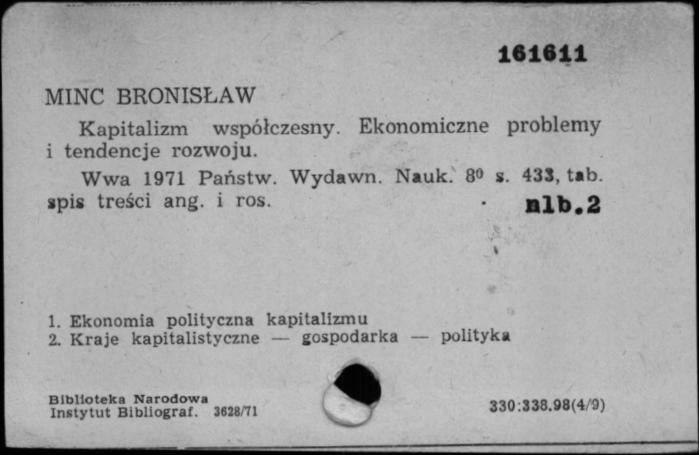 161611
MINC BRONISŁAW
Kapitalizm współczesny. Ekonomiczne problemy
i tendencje rozwoju.
Wwa 1971 Państw. Wydawn. Nauk. 8⁰ s. 433, tab.
spis treści ang. i ros.
nlb.2
1. Ekonomia polityczna kapitalizmu
2. Kraje kapitalistyczne — gospodarka — polityka
Biblioteka Narodowa
Instytut Bibliograf. 3628/71
330:338.98(4/9)